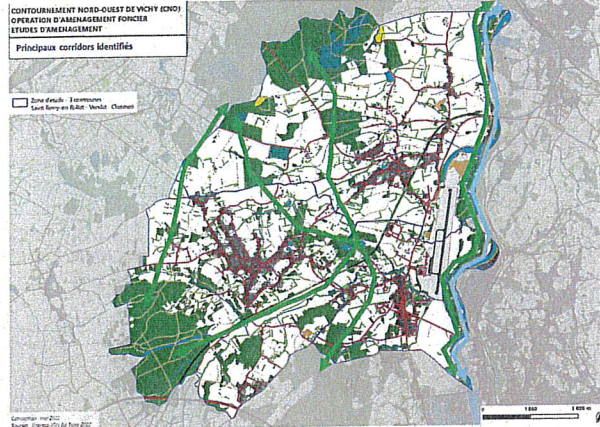 CONTOURNEMENT NORD-OUEST DE VICHY (CNO)
OPERATION D'AMENAGEMENT FONCIER
ETUDES D'AMENAGEMENT
Principaux corridors identifiés
Zone d'étude - 3 communes
Saint-Rémy-en-Rollat - Vendat - Charmeil
0